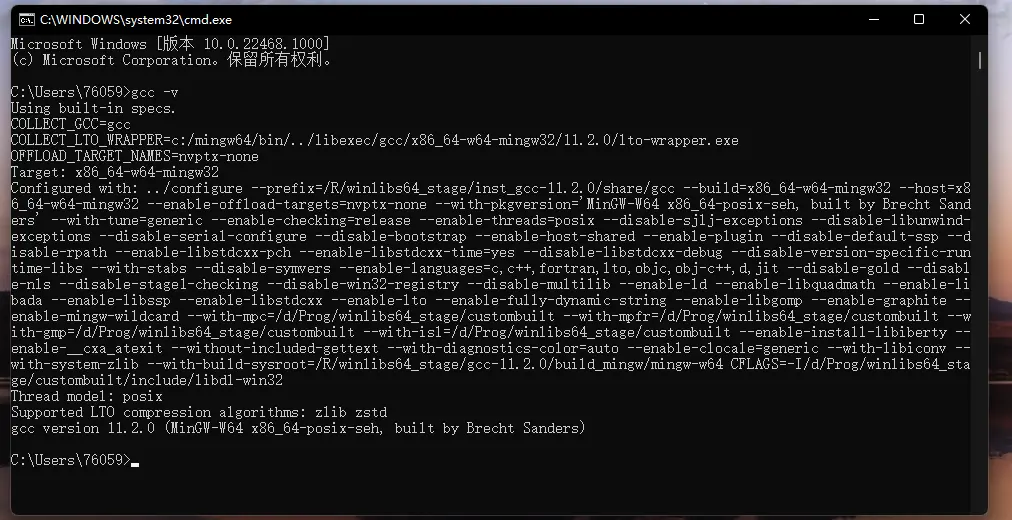 C:\WINDOWS\system32\cmd.exe
Microsoft Windows [版本 10.0.22468.1000]
(c) Microsoft Corporation。保留所有权利。
C:\Users\76059>gcc -v
Using built-in specs.
COLLECT_GCC=gcc
COLLECT_LTO_WRAPPER=c:/mingw64/bin/../libexec/gcc/x86_64-w64-mingw32/11.2.0/lto-wrapper.exe
OFFLOAD_TARGET_NAMES=nvptx-none
Target: x86_64-w64-mingw32
Configured with: ../configure --prefix=/R/winlibs64_stage/inst_gcc-11.2.0/share/gcc --build=x86_64-w64-mingw32 --host=x8
6_64-w64-mingw32 --enable-offload-targets=nvptx-none --with-pkgversion='MinGW-W64 x86_64-posix-seh, built by Brecht Sand
ers' --with-tune=generic --enable-checking=release --enable-threads=posix --disable-sjlj-exceptions --disable-libunwind-
exceptions --disable-serial-configure --disable-bootstrap --enable-host-shared --enable-plugin --disable-default-ssp --d
isable-rpath --enable-libstdcxx-pch --enable-libstdcxx-time=yes --disable-libstdcxx-debug --disable-version-specific-run
time-libs --with-stabs --disable-symvers --enable-languages=c,c++,fortran,lto,objc,obj-c++,d,jit --disable-gold --disabl
e-nls --disable-stage1-checking --disable-win32-registry --disable-multilib --enable-ld --enable-libquadmath --enable-li
bada --enable-libssp --enable-libstdcxx --enable-lto --enable-fully-dynamic-string --enable-libgomp --enable-graphite --
enable-mingw-wildcard --with-mpc=/d/Prog/winlibs64_stage/custombuilt --with-mpfr=/d/Prog/winlibs64_stage/custombuilt --w
ith-gmp=/d/Prog/winlibs64_stage/custombuilt --with-isl=/d/Prog/winlibs64_stage/custombuilt --enable-install-libiberty --
enable-__cxa_atexit --without-included-gettext --with-diagnostics-color=auto --enable-clocale=generic --with-libiconv --
with-system-zlib --with-build-sysroot=/R/winlibs64_stage/gcc-11.2.0/build_mingw/mingw-w64 CFLAGS=-I/d/Prog/winlibs64_sta
ge/custombuilt/include/libdl-win32
Thread model: posix
Supported LTO compression algorithms: zlib zstd
gcc version 11.2.0 (MinGW-W64 x86_64-posix-seh, built by Brecht Sanders)
C:\Users\76059>